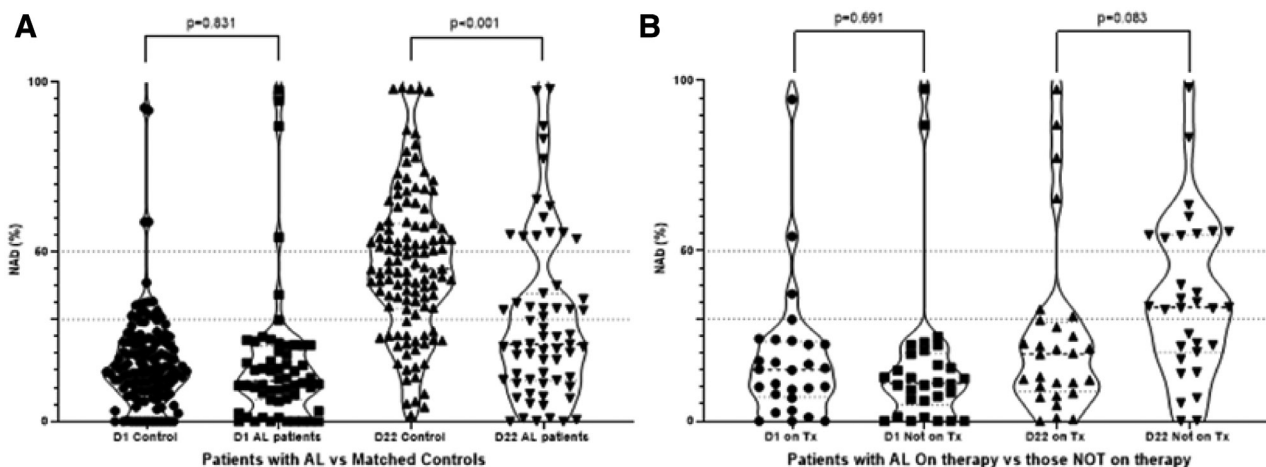 A
p=0.831
p<0.001
NAb (%)
100
60
0
D1 Control
D1 AL patients
D22 Control
D22 AL patients
Patients with AL vs Matched Controls
B
p=0.691
p=0.083
NAb (%)
100
60
0
D1 on Tx
D1 Not on Tx
D22 on Tx
D22 Not on Tx
Patients with AL On therapy vs those NOT on therapy